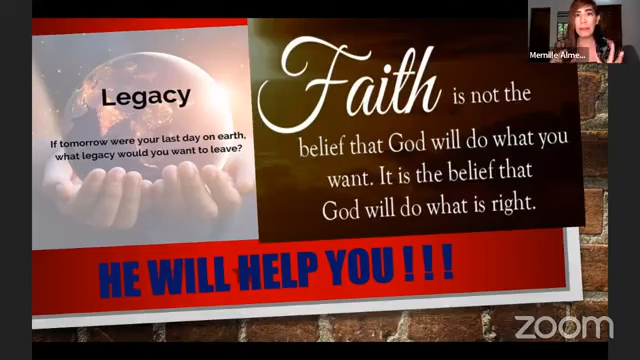 Legacy
If tomorrow were your last day on earth,
what legacy would you want to leave?
Faith is not the
belief that God will do what you
want. It is the belief that
God will do what is right.
HE WILL HELP YOU ! ! !
Mernille Alme...
zoom